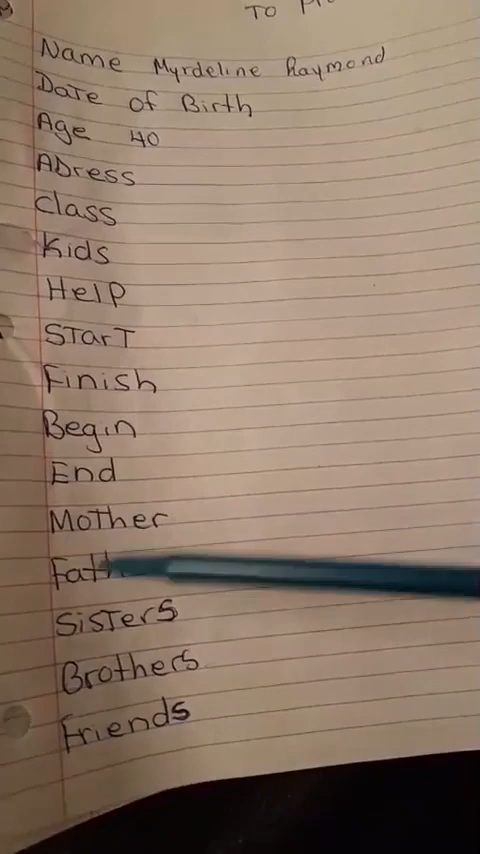 TO
Name Myrdeline Raymond
Date of Birth
Age 40
ADress
Class
Kids
Help
STarT
Finish
Begin
End
Mother
Fath
SisTers
Brothers
Friends